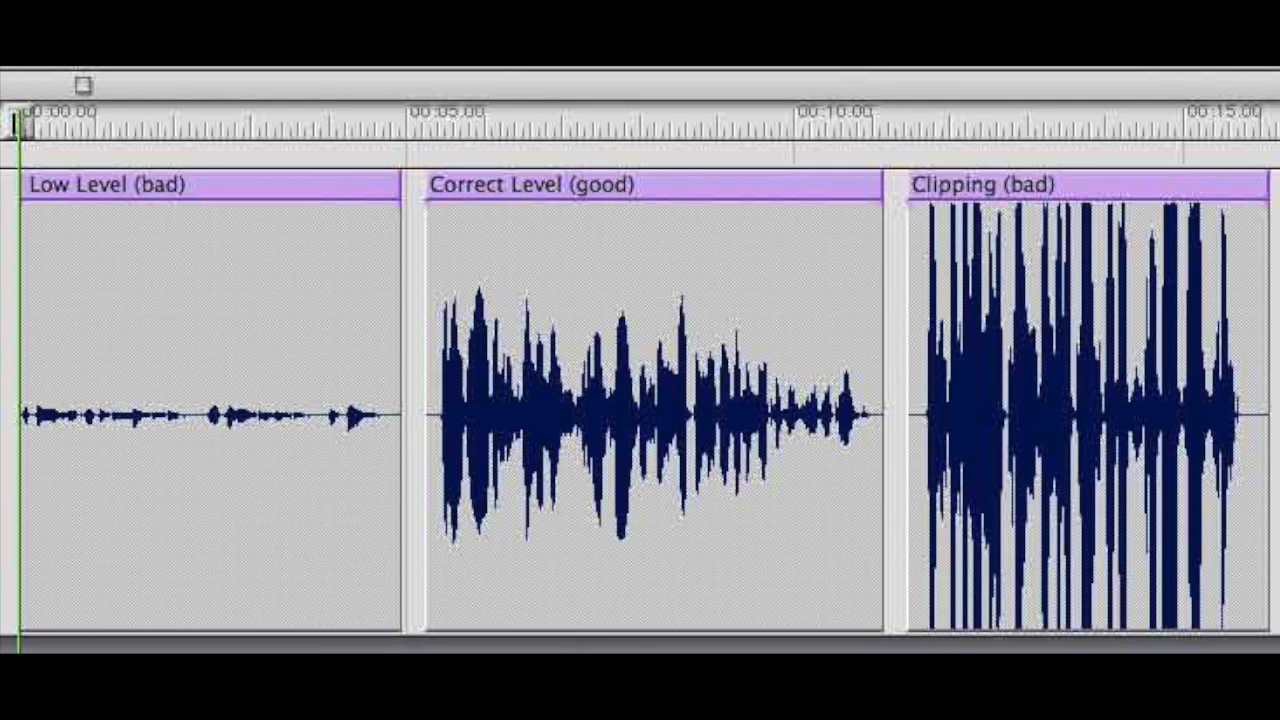 00:00.00
00:05.00
00:10.00
00:15.00
Low Level (bad)
Correct Level (good)
Clipping (bad)